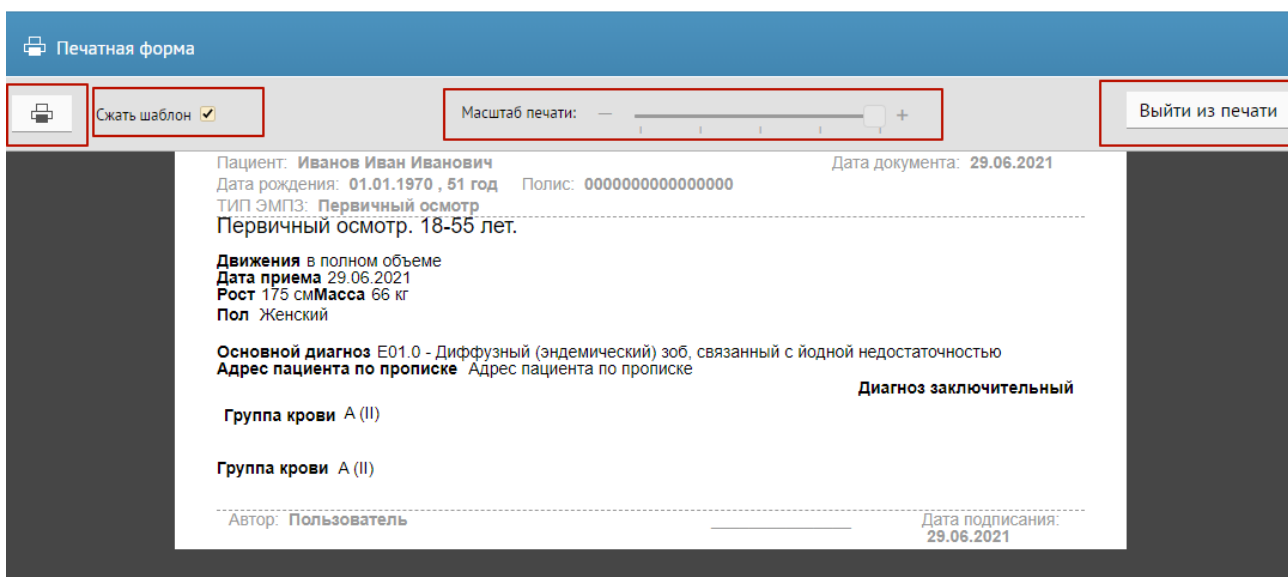 Печатная форма
Сжать шаблон Масштаб печати: — + Выйти из печати
Пациент: Иванов Иван Иванович Дата документа: 29.06.2021
Дата рождения: 01.01.1970 , 51 год Полис: 0000000000000000
ТИП ЭМПЗ: Первичный осмотр
Первичный осмотр. 18-55 лет.
Движения в полном объеме
Дата приема 29.06.2021
Рост 175 смМасса 66 кг
Пол Женский
Основной диагноз E01.0 - Диффузный (эндемический) зоб, связанный с йодной недостаточностью
Адрес пациента по прописке Адрес пациента по прописке
Диагноз заключительный
Группа крови A (II)
Группа крови A (II)
Автор: Пользователь Дата подписания:
29.06.2021